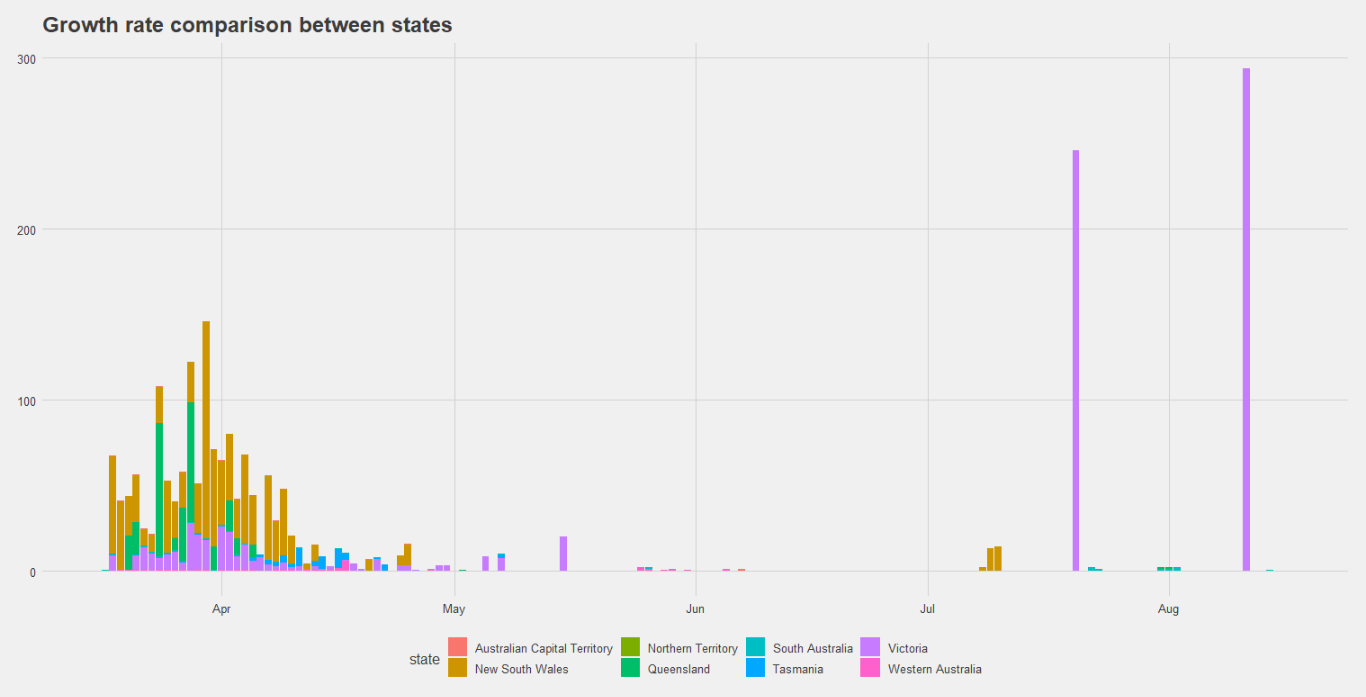 Growth rate comparison between states
300
200
100
0
Apr May Jun Jul Aug
state
Australian Capital Territory Northern Territory South Australia Victoria
New South Wales Queensland Tasmania Western Australia